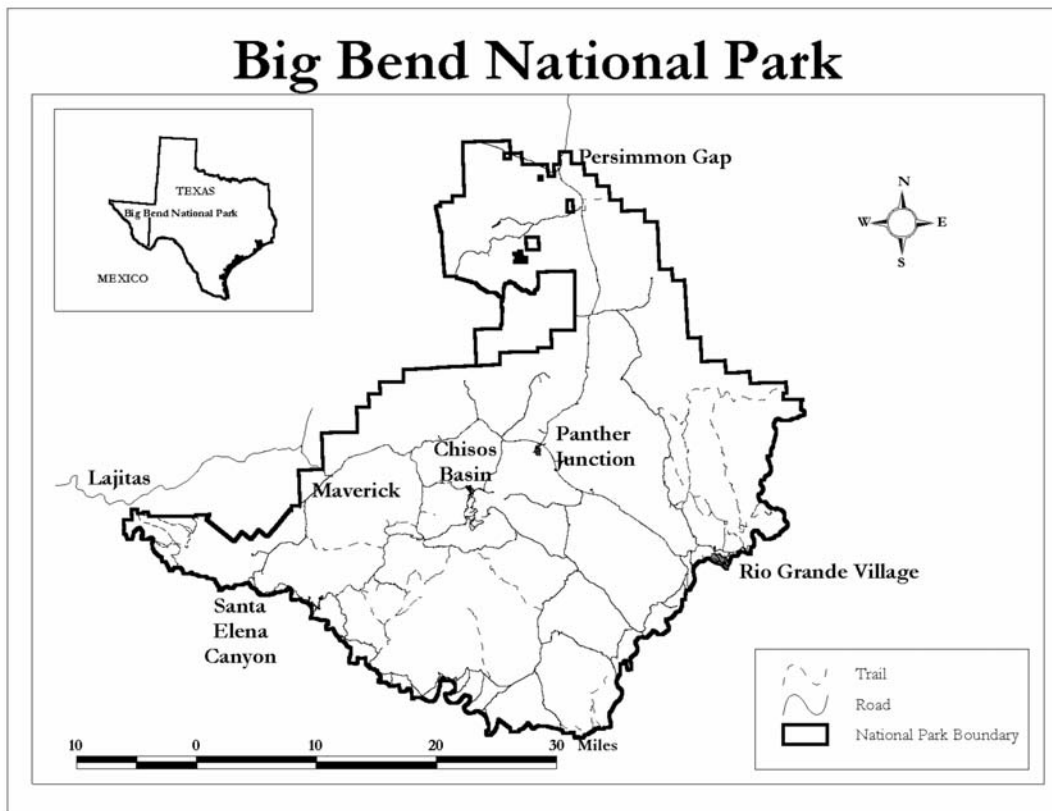 Big Bend National Park
TEXAS
Big Bend National Park
MEXICO
Persimmon Gap
N
W E
S
Panther
Junction
Chisos
Basin
Lajitas
Maverick
Rio Grande Village
Santa
Elena
Canyon
Trail
Road
National Park Boundary
10 0 10 20 30 Miles